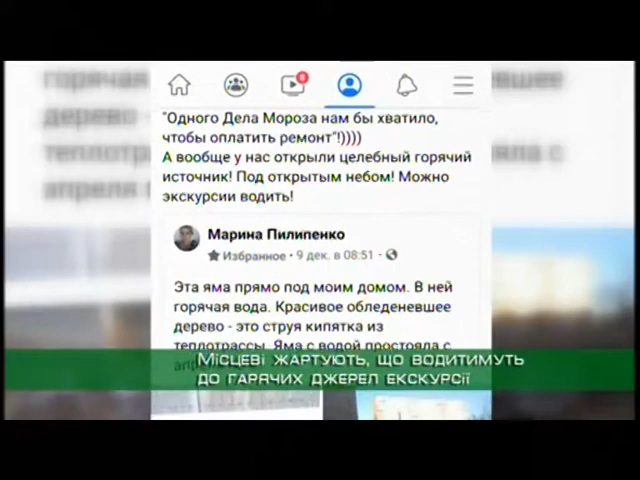 8
"Одного Дела Мороза нам бы хватило,
чтобы оплатить ремонт"!))))
А вообще у нас открыли целебный горячий
источник! Под открытым небом! Можно
экскурсии водить!
Марина Пилипенко
Избранное • 9 дек. в 08:51 •
Эта яма прямо под моим домом. В ней
горячая вода. Красивое обледеневшее
дерево - это струя кипятка из
теплотрассы. Яма с водой простояла с
Місцеві жартують, що водитимуть
до гарячих джерел екскурсії
горячая
дерево -
теплотр
апреля